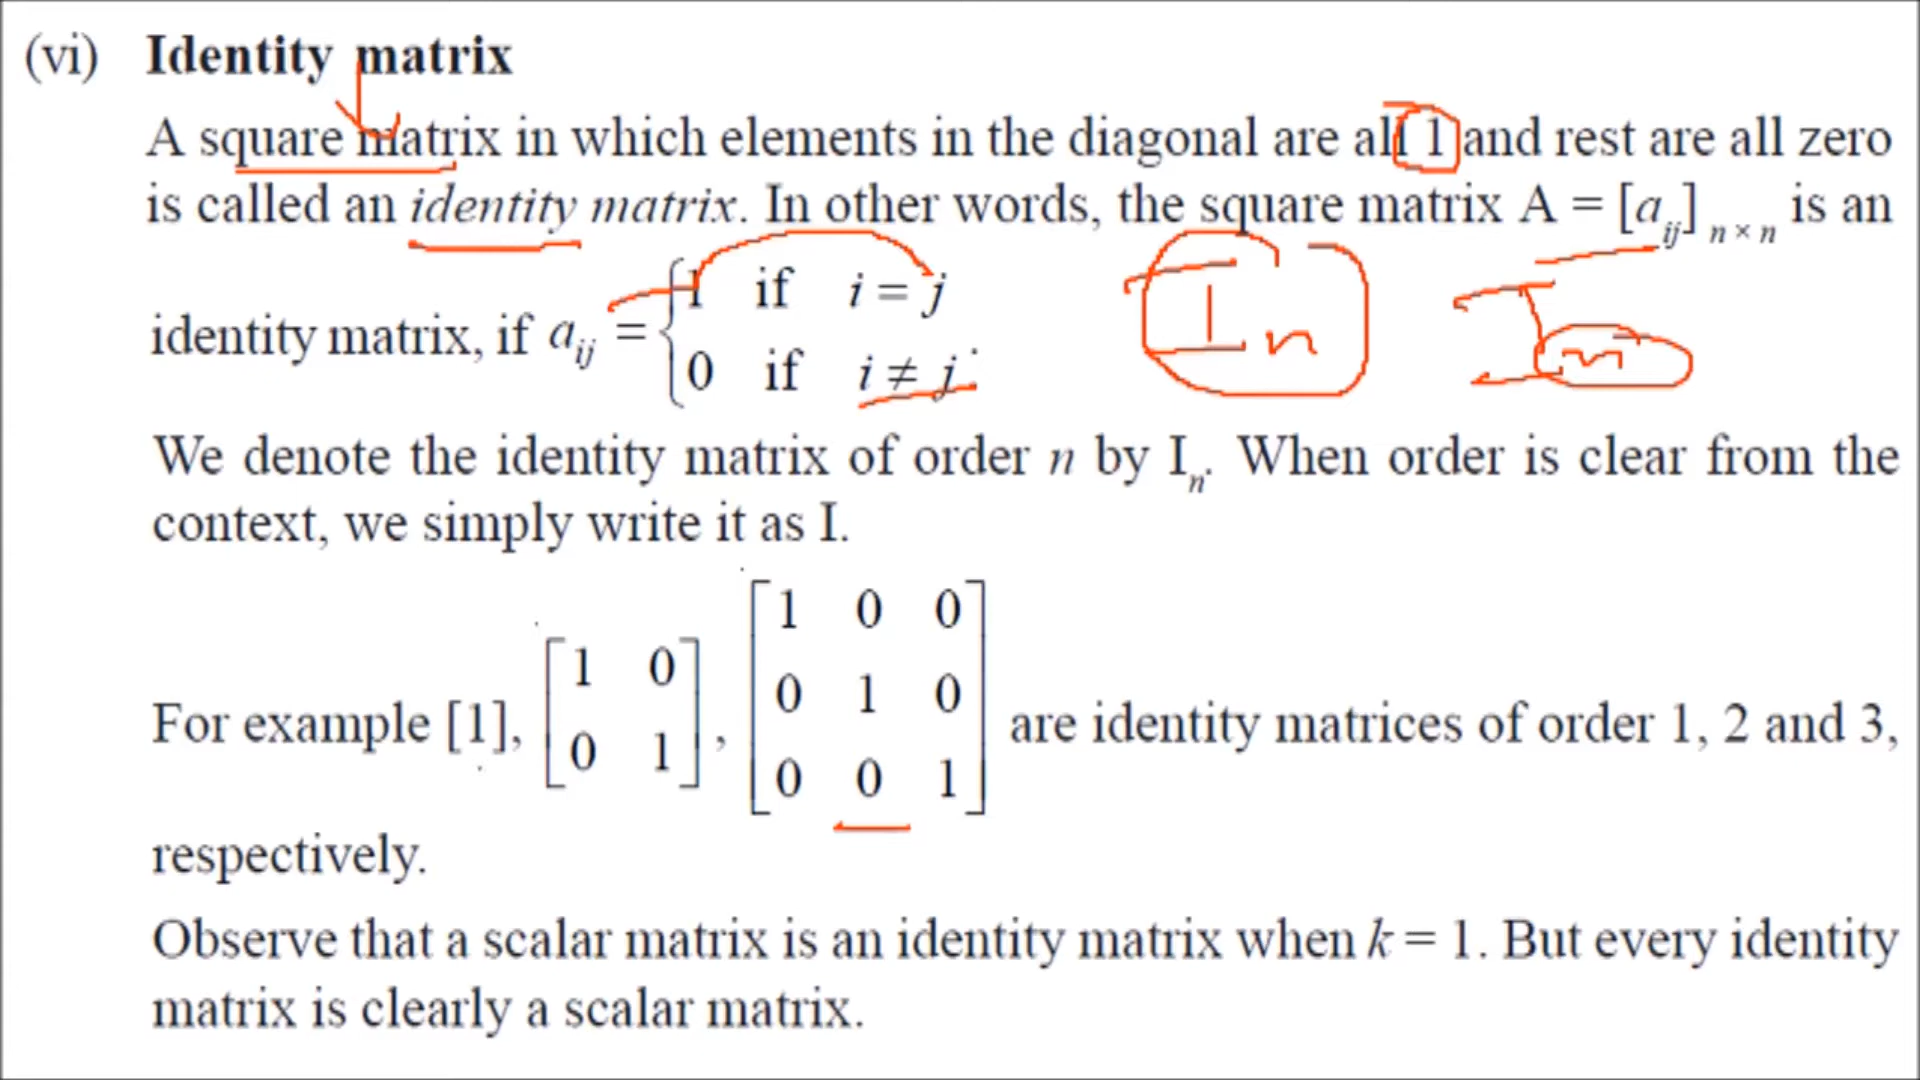 (vi) Identity matrix
A square matrix in which elements in the diagonal are all 1 and rest are all zero
is called an identity matrix. In other words, the square matrix A = [a_ij]_n × n is an
identity matrix, if a_ij = { 1 if i = j
0 if i ≠ j .
I n
I m
We denote the identity matrix of order n by I_n. When order is clear from the
context, we simply write it as I.
For example [1], [1 0; 0 1], [1 0 0; 0 1 0; 0 0 1] are identity matrices of order 1, 2 and 3,
respectively.
Observe that a scalar matrix is an identity matrix when k = 1. But every identity
matrix is clearly a scalar matrix.